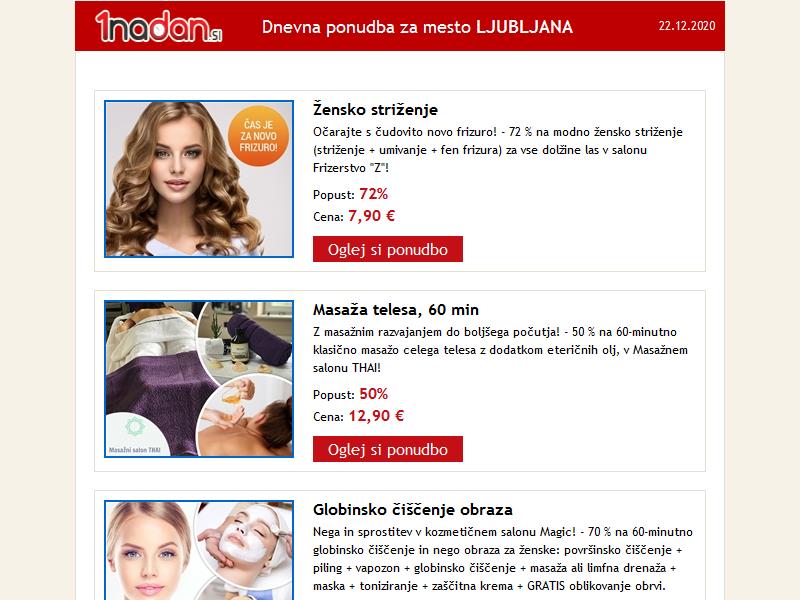 1nadan.si
Dnevna ponudba za mesto LJUBLJANA
22.12.2020
ČAS JE
ZA NOVO
FRIZURO!
Žensko striženje
Očarajte s čudovito novo frizuro! - 72 % na modno žensko striženje
(striženje + umivanje + fen frizura) za vse dolžine las v salonu
Frizerstvo "Z"!
Popust: 72%
Cena: 7,90 €
Oglej si ponudbo
Masažni salon THAI
Masaža telesa, 60 min
Z masažnim razvajanjem do boljšega počutja! - 50 % na 60-minutno
klasično masažo celega telesa z dodatkom eteričnih olj, v Masažnem
salonu THAI!
Popust: 50%
Cena: 12,90 €
Oglej si ponudbo
Globinsko čiščenje obraza
Nega in sprostitev v kozmetičnem salonu Magic! - 70 % na 60-minutno
globinsko čiščenje in nego obraza za ženske: površinsko čiščenje +
piling + vapozon + globinsko čiščenje + masaža ali limfna drenaža +
maska + toniziranje + zaščitna krema + GRATIS oblikovanje obrvi.